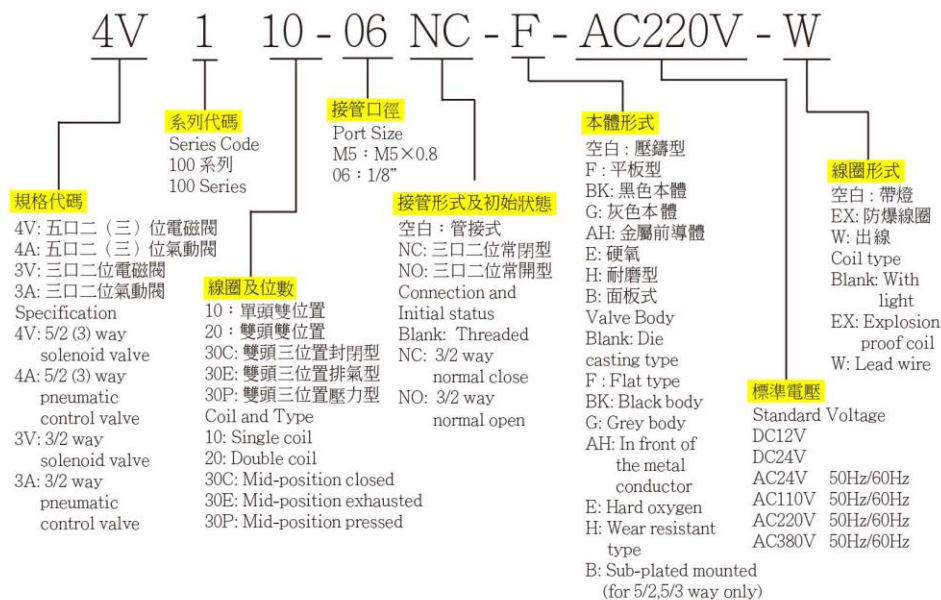 4V 1 10 - 06 NC - F - AC220V - W
規格代碼
4V: 五口二（三）位電磁閥
4A: 五口二（三）位氣動閥
3V: 三口二位電磁閥
3A: 三口二位氣動閥
Specification
4V: 5/2 (3) way
solenoid valve
4A: 5/2 (3) way
pneumatic
control valve
3V: 3/2 way
solenoid valve
3A: 3/2 way
pneumatic
control valve
系列代碼
Series Code
100 系列
100 Series
線圈及位數
10：單頭雙位置
20：雙頭雙位置
30C: 雙頭三位置封閉型
30E: 雙頭三位置排氣型
30P: 雙頭三位置壓力型
Coil and Type
10: Single coil
20: Double coil
30C: Mid-position closed
30E: Mid-position exhausted
30P: Mid-position pressed
接管口徑
Port Size
M5：M5×0.8
06：1/8”
接管形式及初始狀態
空白：管接式
NC: 三口二位常閉型
NO: 三口二位常開型
Connection and
Initial status
Blank: Threaded
NC: 3/2 way
normal close
NO: 3/2 way
normal open
本體形式
空白 : 壓鑄型
F : 平板型
BK: 黑色本體
G: 灰色本體
AH: 金屬前導體
E: 硬氧
H: 耐磨型
B: 面板式
Valve Body
Blank: Die
casting type
F : Flat type
BK: Black body
G: Grey body
AH: In front of
the metal
conductor
E: Hard oxygen
H: Wear resistant
type
B: Sub-plated mounted
(for 5/2,5/3 way only)
標準電壓
Standard Voltage
DC12V
DC24V
AC24V 50Hz/60Hz
AC110V 50Hz/60Hz
AC220V 50Hz/60Hz
AC380V 50Hz/60Hz
線圈形式
空白 : 帶燈
EX: 防爆線圈
W: 出線
Coil type
Blank: With
light
EX: Explosion
proof coil
W: Lead wire